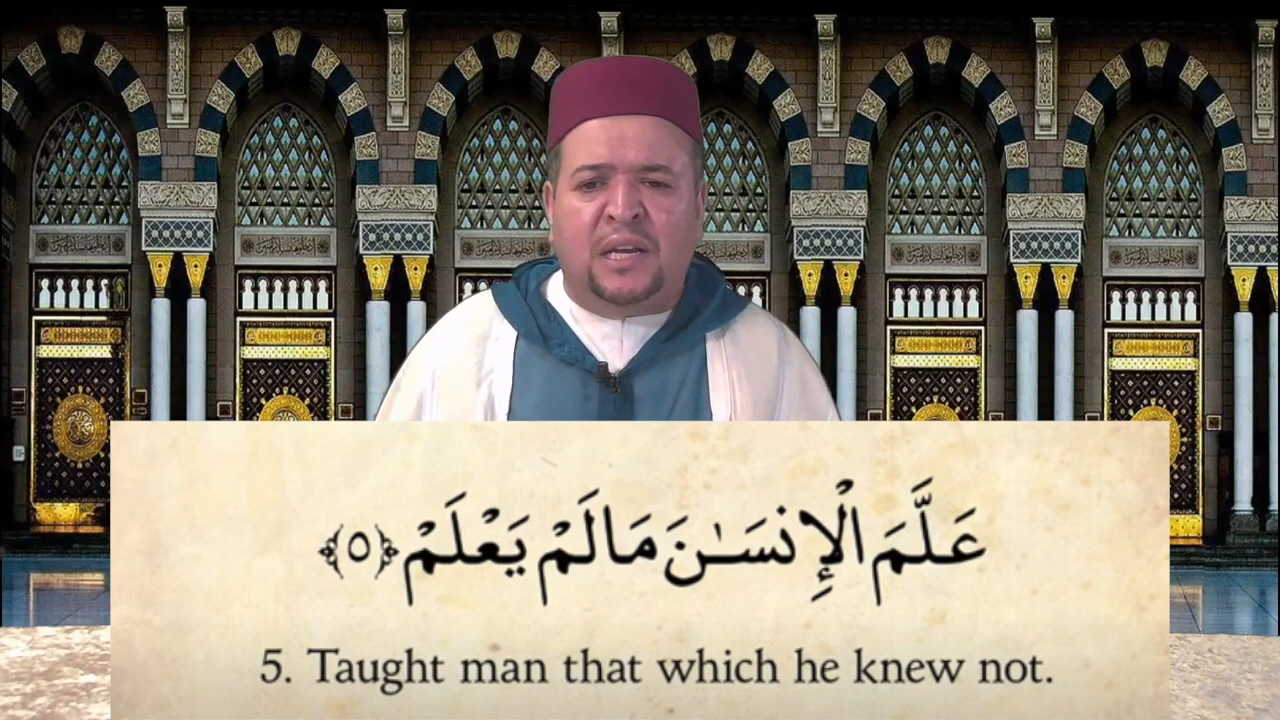 عَلَّمَ الْإِنسَـٰنَ مَا لَمْ يَعْلَمْ ﴿٥﴾
5. Taught man that which he knew not.